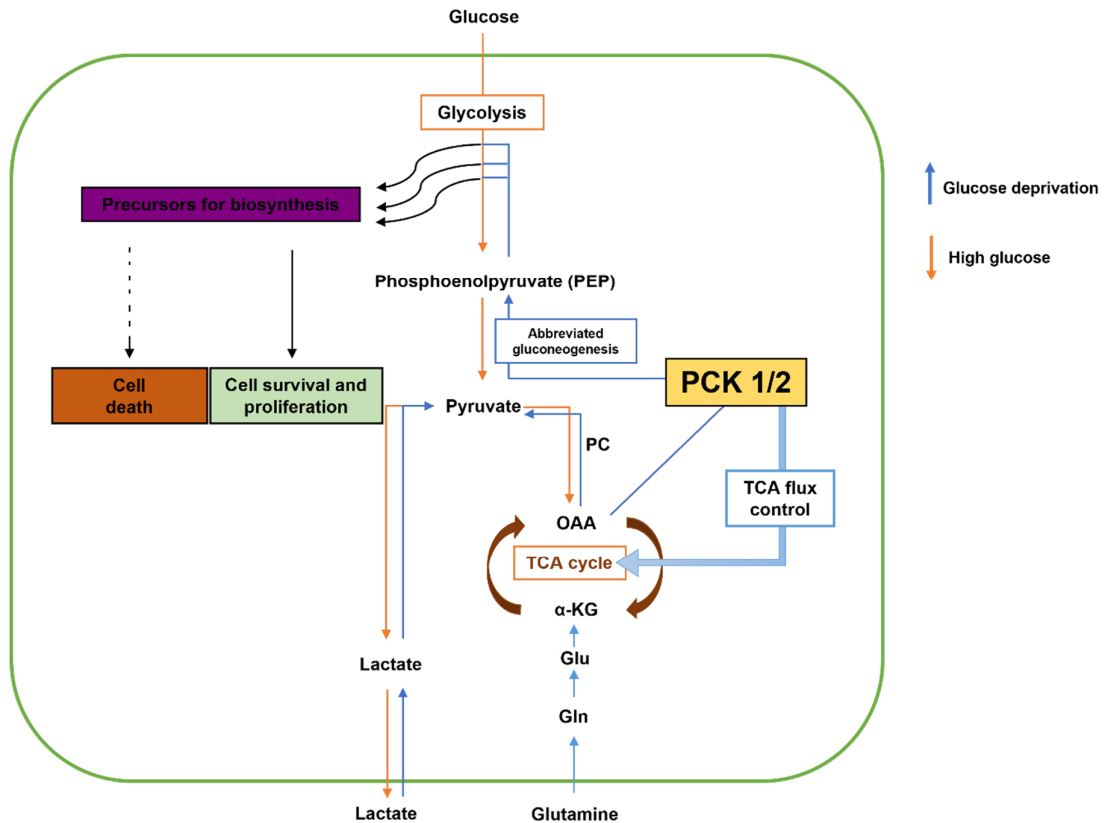 Glucose
Glycolysis
Precursors for biosynthesis
Glucose deprivation
High glucose
Phosphoenolpyruvate (PEP)
Abbreviated
gluconeogenesis
PCK 1/2
Cell
death
Cell survival and
proliferation
Pyruvate
PC
TCA flux
control
OAA
TCA cycle
α-KG
Glu
Lactate
Gln
Lactate
Glutamine